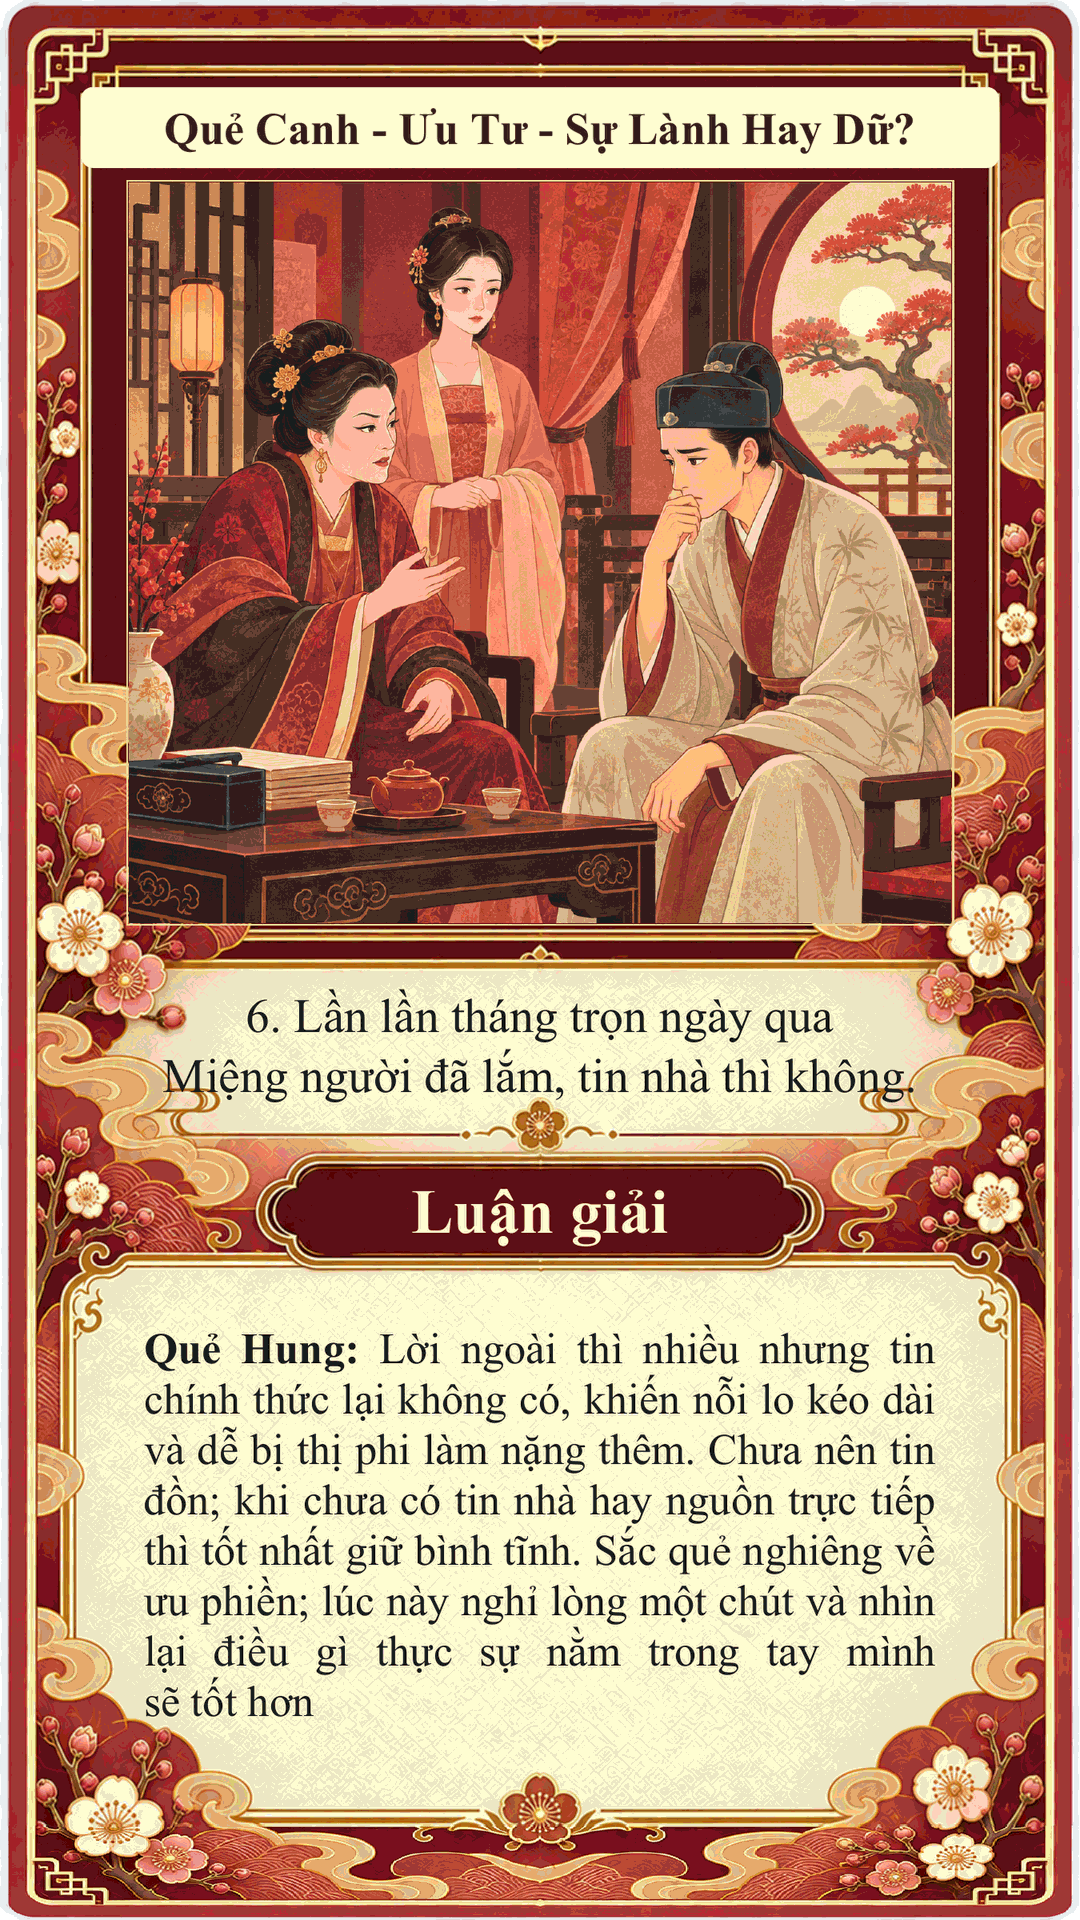 Quẻ Canh - Ưu Tư - Sự Lành Hay Dữ?
6. Lần lần tháng trọn ngày qua
Miệng người đã lắm, tin nhà thì không.
Luận giải
Quẻ Hung: Lời ngoài thì nhiều nhưng tin
chính thức lại không có, khiến nỗi lo kéo dài
và dễ bị thị phi làm nặng thêm. Chưa nên tin
đồn; khi chưa có tin nhà hay nguồn trực tiếp
thì tốt nhất giữ bình tĩnh. Sắc quẻ nghiêng về
ưu phiền; lúc này nghỉ lòng một chút và nhìn
lại điều gì thực sự nằm trong tay mình
sẽ tốt hơn